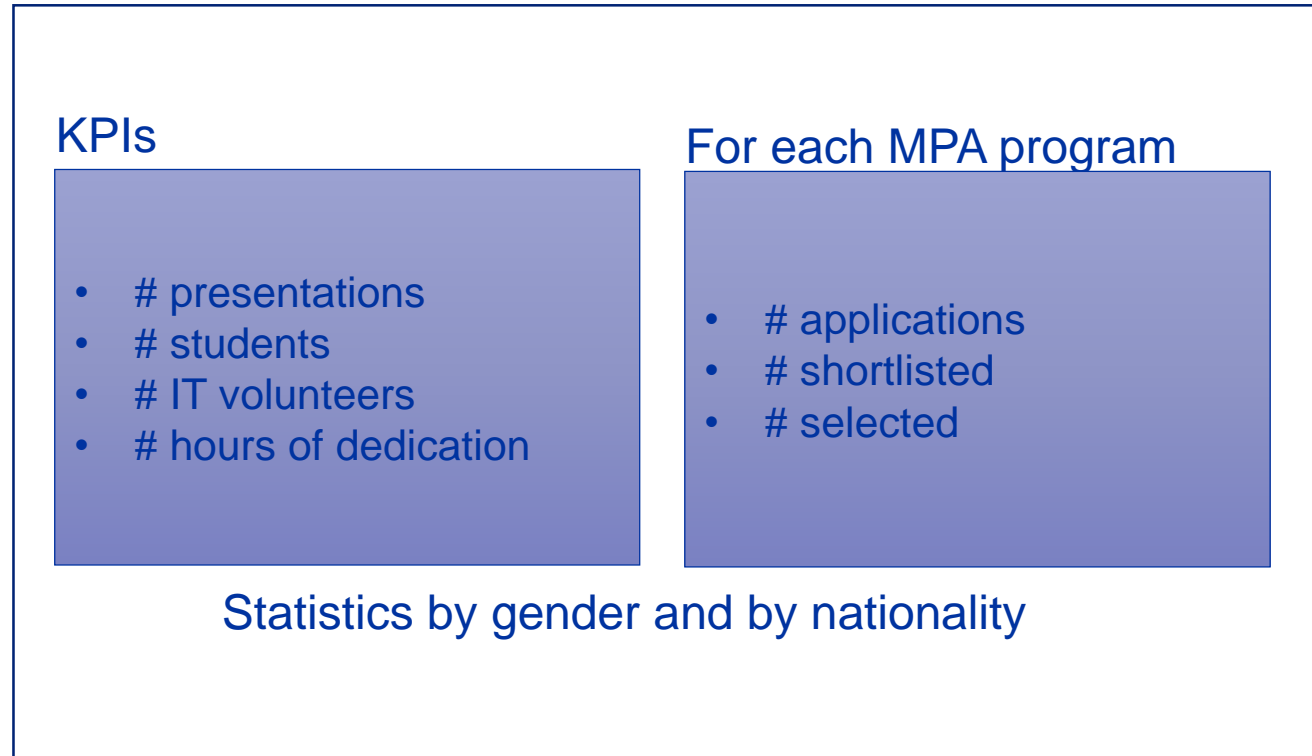 KPIs
• # presentations
• # students
• # IT volunteers
• # hours of dedication
For each MPA program
• # applications
• # shortlisted
• # selected
Statistics by gender and by nationality